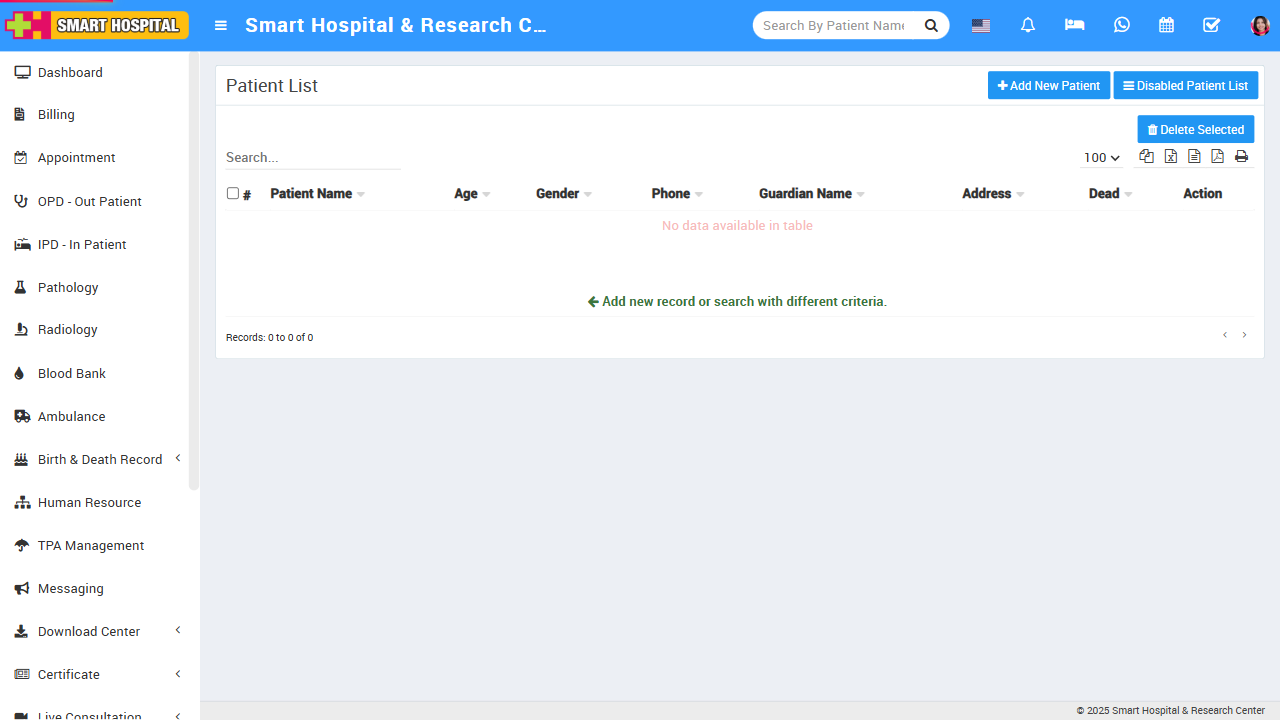 SMART HOSPITAL
Smart Hospital & Research C...
Search By Patient Name
Dashboard
Billing
Appointment
OPD - Out Patient
IPD - In Patient
Pathology
Radiology
Blood Bank
Ambulance
Birth & Death Record
Human Resource
TPA Management
Messaging
Download Center
Certificate
Live Consultation
Patient List
Add New Patient
Disabled Patient List
Delete Selected
Search...
100
# Patient Name Age Gender Phone Guardian Name Address Dead Action
No data available in table
Add new record or search with different criteria.
Records: 0 to 0 of 0
© 2025 Smart Hospital & Research Center